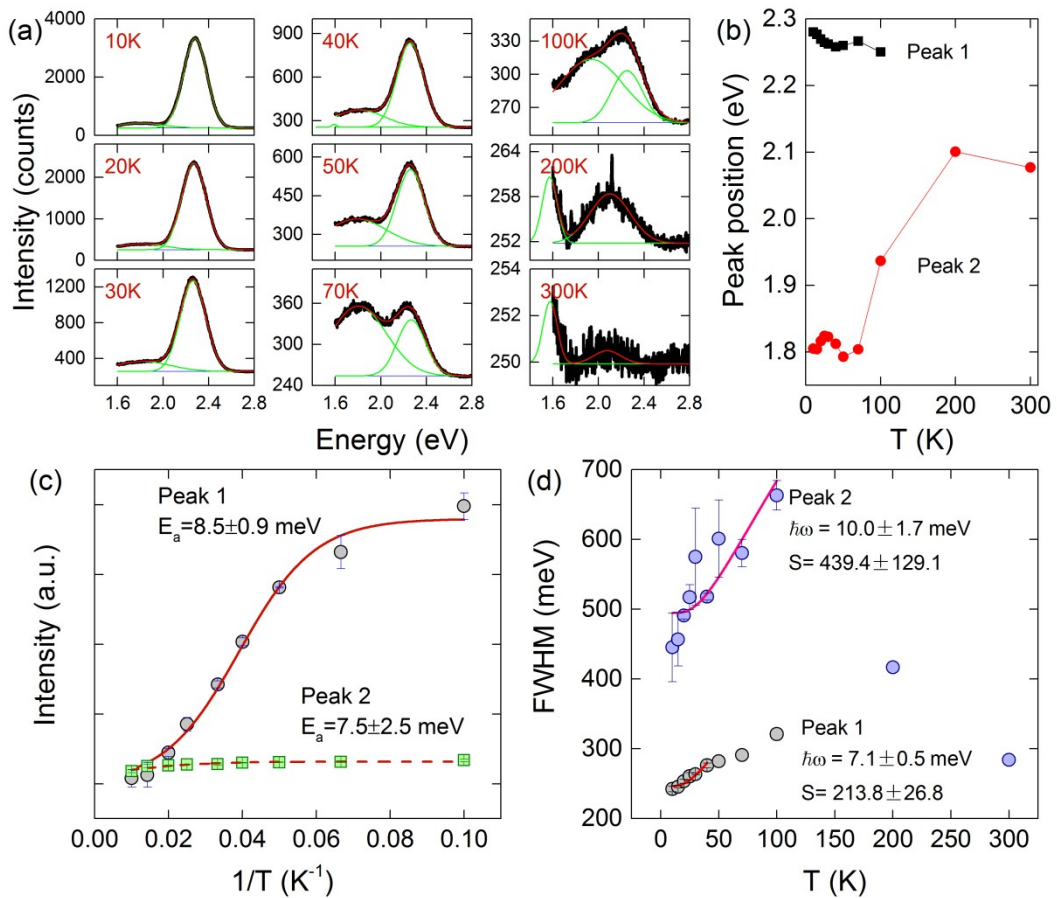 (a)
Intensity (counts)
Energy (eV)
10K
4000
2000
0
20K
2400
1200
0
30K
1200
800
400
1.6 2.0 2.4 2.8
40K
900
600
300
50K
600
450
300
70K
360
300
240
1.6 2.0 2.4 2.8
100K
330
300
270
200K
264
260
256
252
300K
254
252
250
1.6 2.0 2.4 2.8
(b)
Peak position (eV)
2.3
2.2
2.1
2.0
1.9
1.8
Peak 1
Peak 2
0 100 200 300
T (K)
(c)
Intensity (a.u.)
Peak 1
Ea=8.5±0.9 meV
Peak 2
Ea=7.5±2.5 meV
0.00 0.02 0.04 0.06 0.08 0.10
1/T (K-1)
(d)
FWHM (meV)
700
600
500
400
300
200
Peak 2
ħω = 10.0±1.7 meV
S= 439.4±129.1
Peak 1
ħω = 7.1±0.5 meV
S= 213.8±26.8
0 100 200 300
T (K)